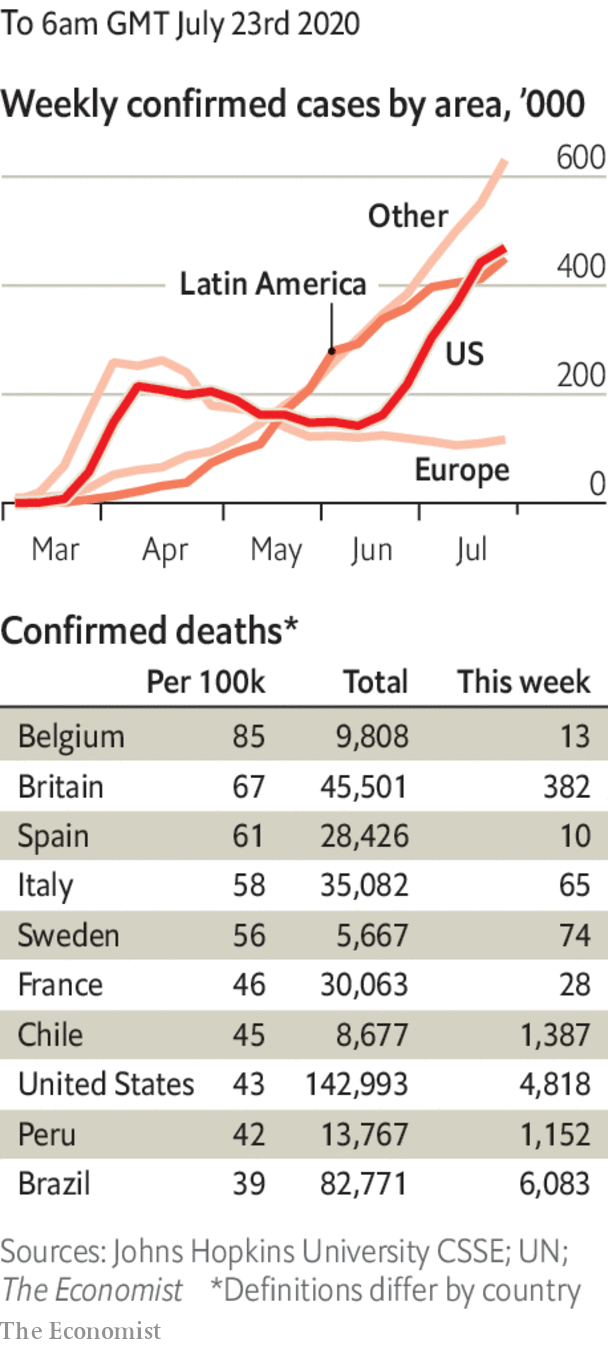 To 6am GMT July 23rd 2020
Weekly confirmed cases by area, ’000
600
Other
Latin America
400
US
200
Europe
0
Mar Apr May Jun Jul
Confirmed deaths*
Per 100k Total This week
Belgium 85 9,808 13
Britain 67 45,501 382
Spain 61 28,426 10
Italy 58 35,082 65
Sweden 56 5,667 74
France 46 30,063 28
Chile 45 8,677 1,387
United States 43 142,993 4,818
Peru 42 13,767 1,152
Brazil 39 82,771 6,083
Sources: Johns Hopkins University CSSE; UN;
The Economist *Definitions differ by country
The Economist